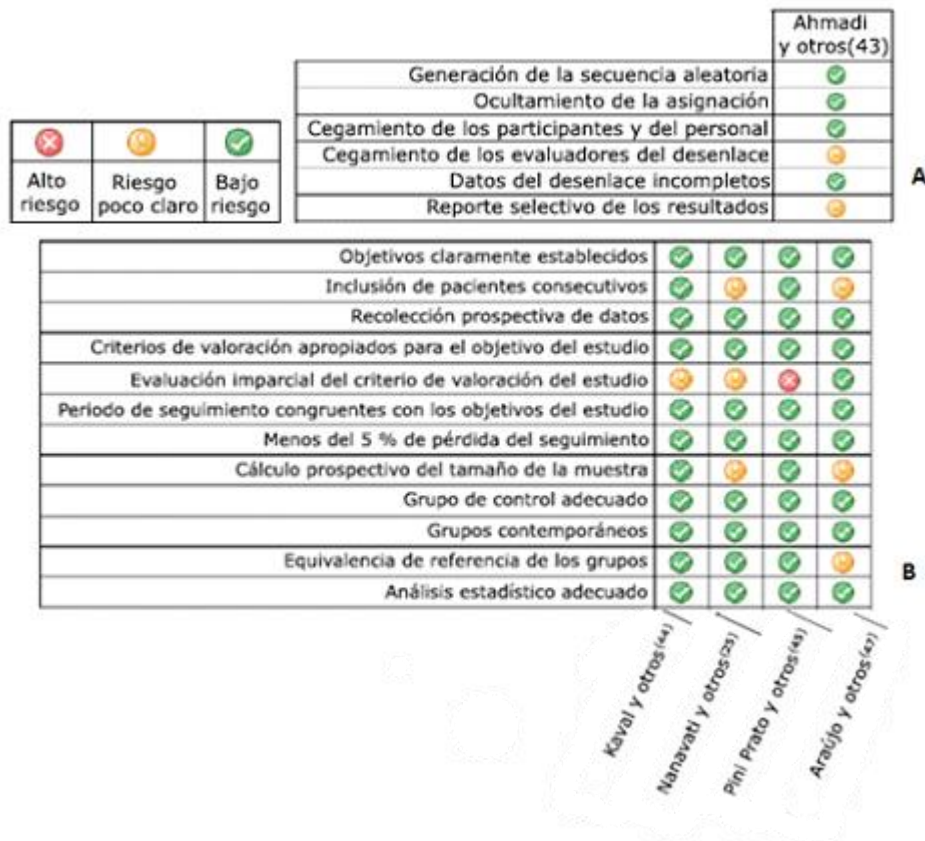 Ahmadi
y otros(43)
Generación de la secuencia aleatoria
Ocultamiento de la asignación
Cegamiento de los participantes y del personal
Cegamiento de los evaluadores del desenlace
Datos del desenlace incompletos
Reporte selectivo de los resultados
A
Alto
riesgo
Riesgo
poco claro
Bajo
riesgo
Objetivos claramente establecidos
Inclusión de pacientes consecutivos
Recolección prospectiva de datos
Criterios de valoración apropiados para el objetivo del estudio
Evaluación imparcial del criterio de valoración del estudio
Periodo de seguimiento congruentes con los objetivos del estudio
Menos del 5 % de pérdida del seguimiento
Cálculo prospectivo del tamaño de la muestra
Grupo de control adecuado
Grupos contemporáneos
Equivalencia de referencia de los grupos
Análisis estadístico adecuado
B
Kaval y otros(44)
Nanavati y otros(25)
Pini Prato y otros(45)
Araújo y otros(47)